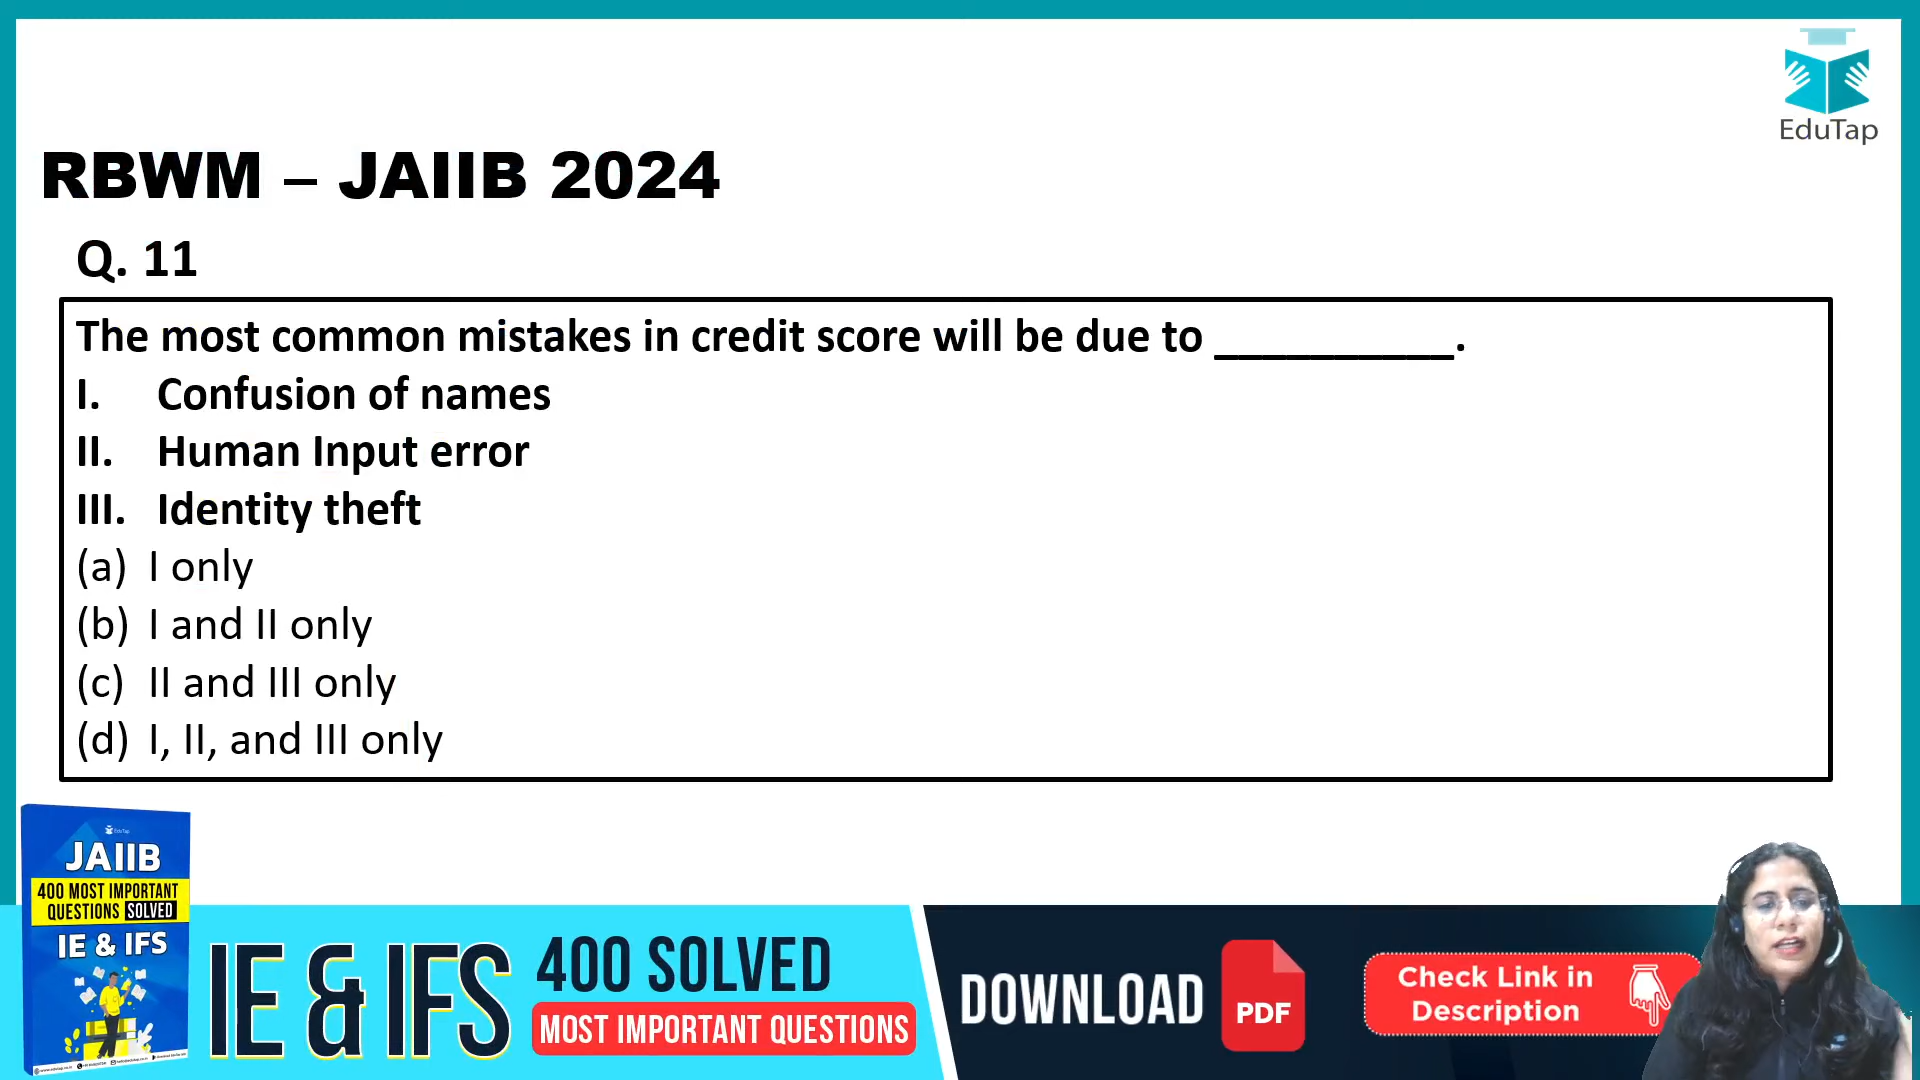 EduTap
RBWM – JAIIB 2024
Q. 11
The most common mistakes in credit score will be due to ___________.
I. Confusion of names
II. Human Input error
III. Identity theft
(a) I only
(b) I and II only
(c) II and III only
(d) I, II, and III only
EduTap
JAIIB
400 MOST IMPORTANT
QUESTIONS SOLVED
IE & IFS
IE & IFS
400 SOLVED
MOST IMPORTANT QUESTIONS
DOWNLOAD
PDF
Check Link in
Description